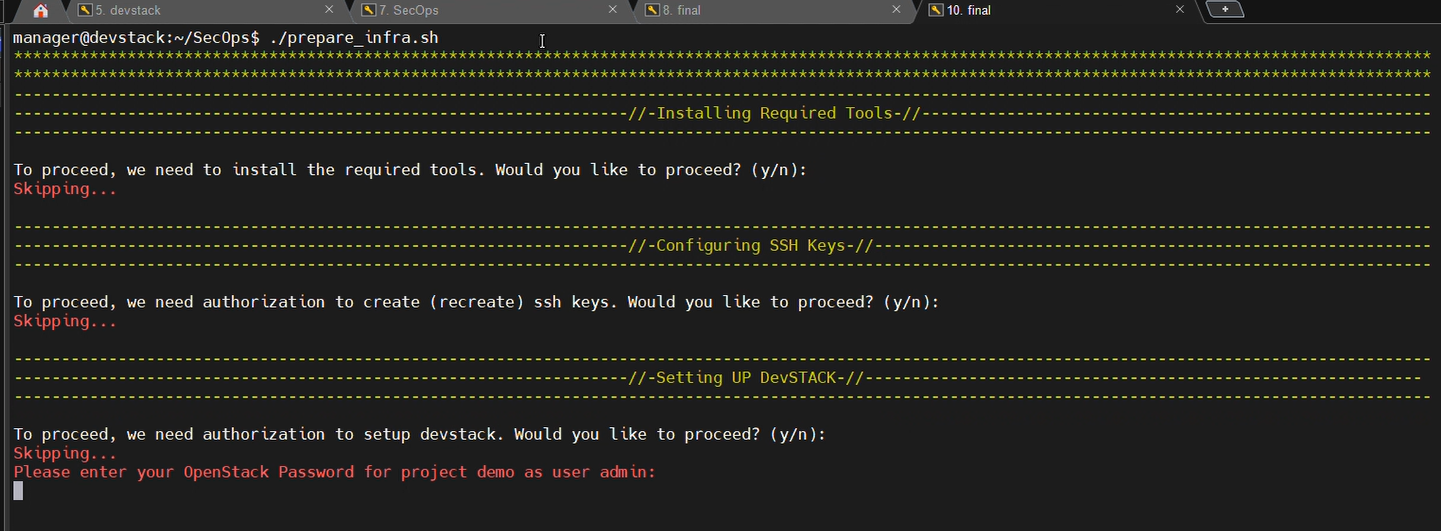 5. devstack
7. SecOps
8. final
10. final
manager@devstack:~/SecOps$ ./prepare_infra.sh
******************************************************************************************************************************************************
******************************************************************************************************************************************************
------------------------------------------------------------------------------------------------------------------------------------------------------
-----------------------------------------------------------------//-Installing Required Tools-//------------------------------------------------------
------------------------------------------------------------------------------------------------------------------------------------------------------
To proceed, we need to install the required tools. Would you like to proceed? (y/n):
Skipping...
------------------------------------------------------------------------------------------------------------------------------------------------------
-----------------------------------------------------------------//-Configuring SSH Keys-//-----------------------------------------------------------
------------------------------------------------------------------------------------------------------------------------------------------------------
To proceed, we need authorization to create (recreate) ssh keys. Would you like to proceed? (y/n):
Skipping...
------------------------------------------------------------------------------------------------------------------------------------------------------
-----------------------------------------------------------------//-Setting UP DevSTACK-//-----------------------------------------------------------
------------------------------------------------------------------------------------------------------------------------------------------------------
To proceed, we need authorization to setup devstack. Would you like to proceed? (y/n):
Skipping...
Please enter your OpenStack Password for project demo as user admin: